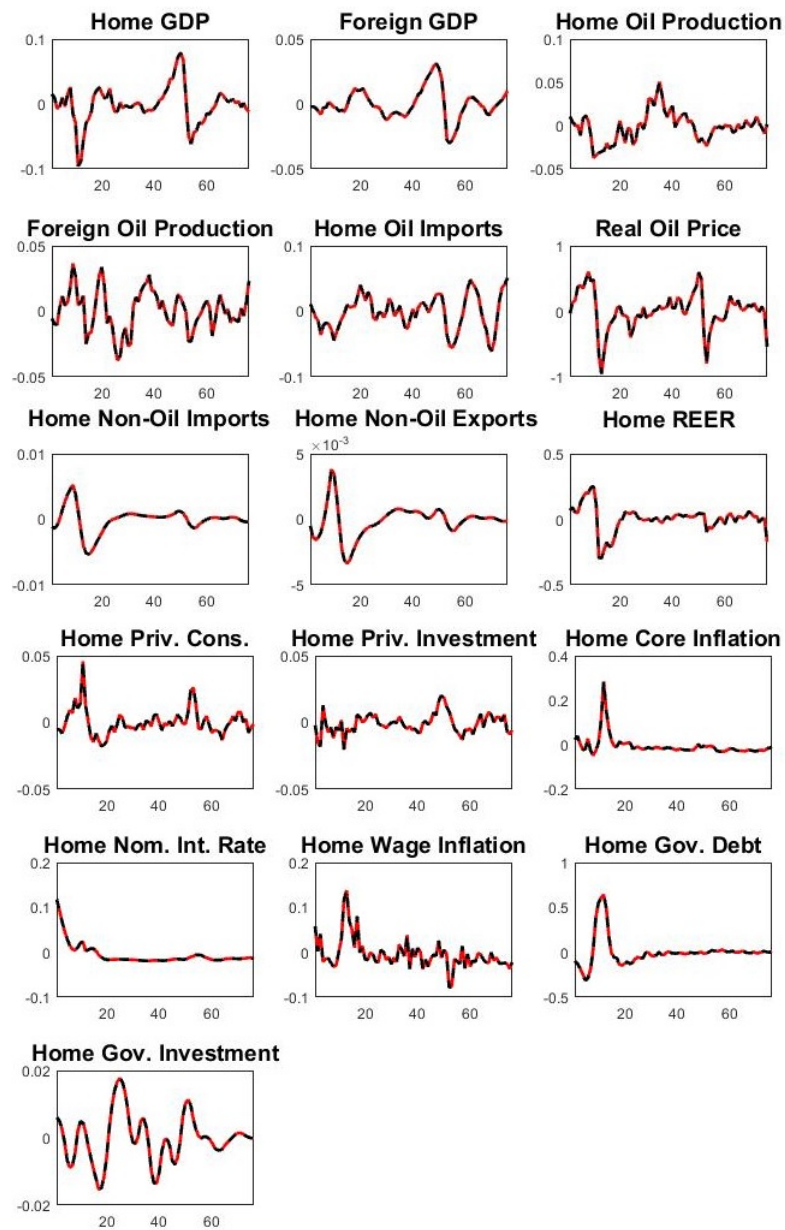 Home GDP Foreign GDP Home Oil Production
0.1 0.05 0.1
0.05
0 0 0
-0.1 -0.05 -0.05
20 40 60 20 40 60 20 40 60
Foreign Oil Production Home Oil Imports Real Oil Price
0.05 0.1 1
0 0 0
-0.05 -0.1 -1
20 40 60 20 40 60 20 40 60
Home Non-Oil Imports Home Non-Oil Exports Home REER
0.01 5 ×10⁻³ 0.5
0 0 0
-0.01 -5 -0.5
20 40 60 20 40 60 20 40 60
Home Priv. Cons. Home Priv. Investment Home Core Inflation
0.05 0.05 0.4
0.2
0 0 0
-0.05 -0.05 -0.2
20 40 60 20 40 60 20 40 60
Home Nom. Int. Rate Home Wage Inflation Home Gov. Debt
0.2 0.2 1
0.1 0.1 0.5
0 0 0
-0.1 -0.1 -0.5
20 40 60 20 40 60 20 40 60
Home Gov. Investment
0.02
0
-0.02
20 40 60